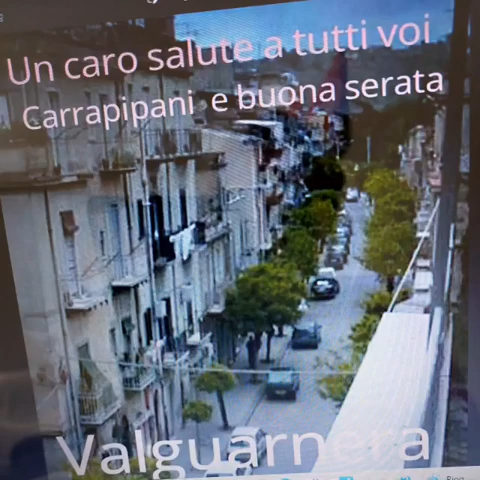 Un caro salute a tutti voi
Carrapipani e buona serata
Valguarnera